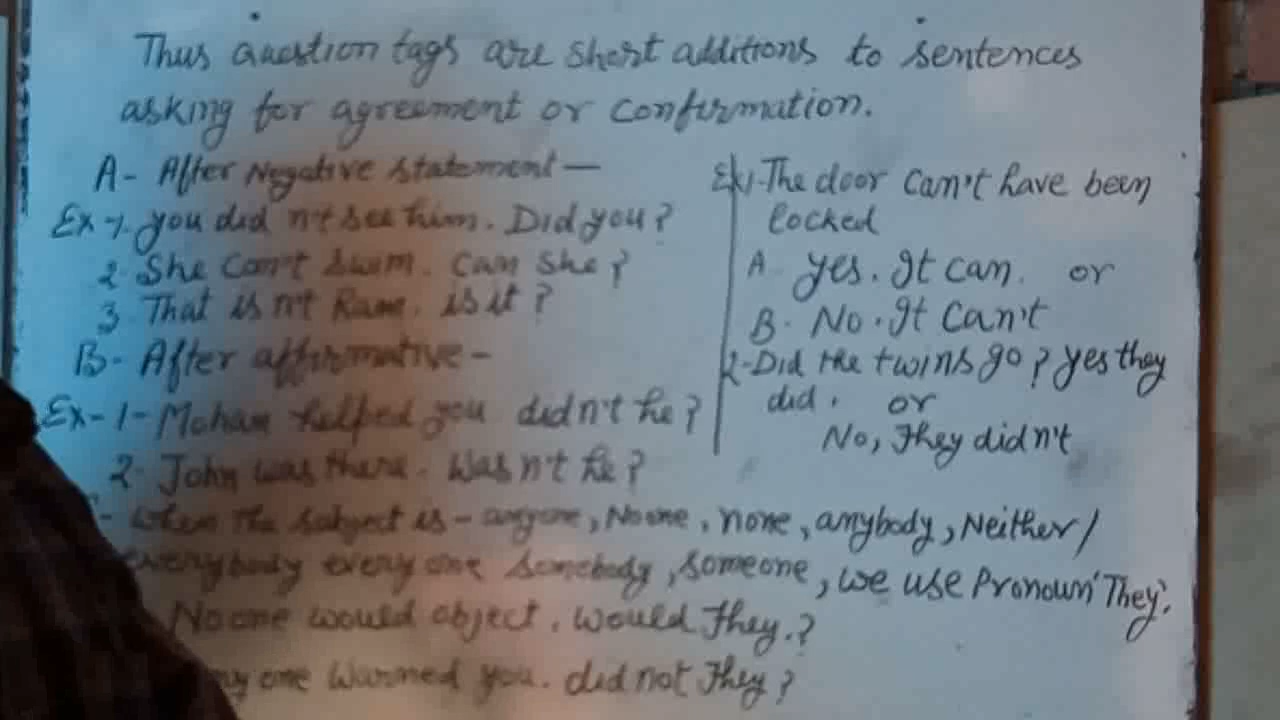 Thus Question tags are short additions to sentences
asking for agreement or confirmation.
A- After Negative statement —
Ex-1. you did n't see him. Did you?
2 She Can't swim. Can she?
3 That is n't Ram. is it?
B- After affirmative -
Ex-1- Mohan helped you didn't he?
2. John was there. Was n't he?
Ex 1-The door Can't have been
locked
A. yes. It can. or
B. No. It Can't
2-Did the twins go? yes they
did. or
No, they didn't
- When the subject is - anyone, No one, none, anybody, Neither/
everybody every one somebody, someone, we use Pronoun 'They'.
No one would object. Would they.?
one warned you. did not they?